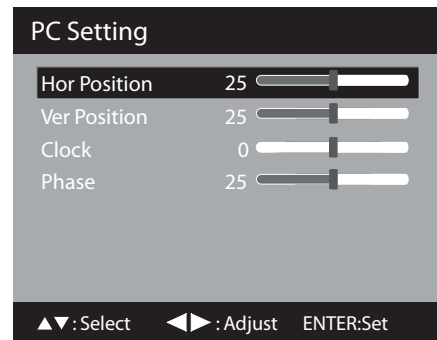 PC Setting
Hor Position 25
Ver Position 25
Clock 0
Phase 25
▲▼: Select ◀▶: Adjust ENTER:Set